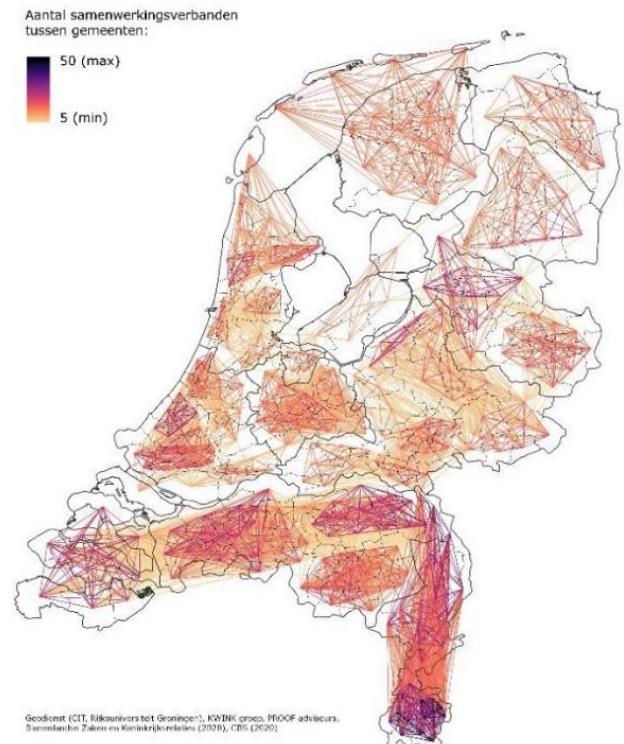 Aantal samenwerkingsverbanden
tussen gemeenten:
50 (max)
5 (min)
Geodienst (CIT, Rijksuniversiteit Groningen), KWINK groep, PROOF adviseurs.
Binnenlandse Zaken en Koninkrijksrelaties (2020), CBS (2020)